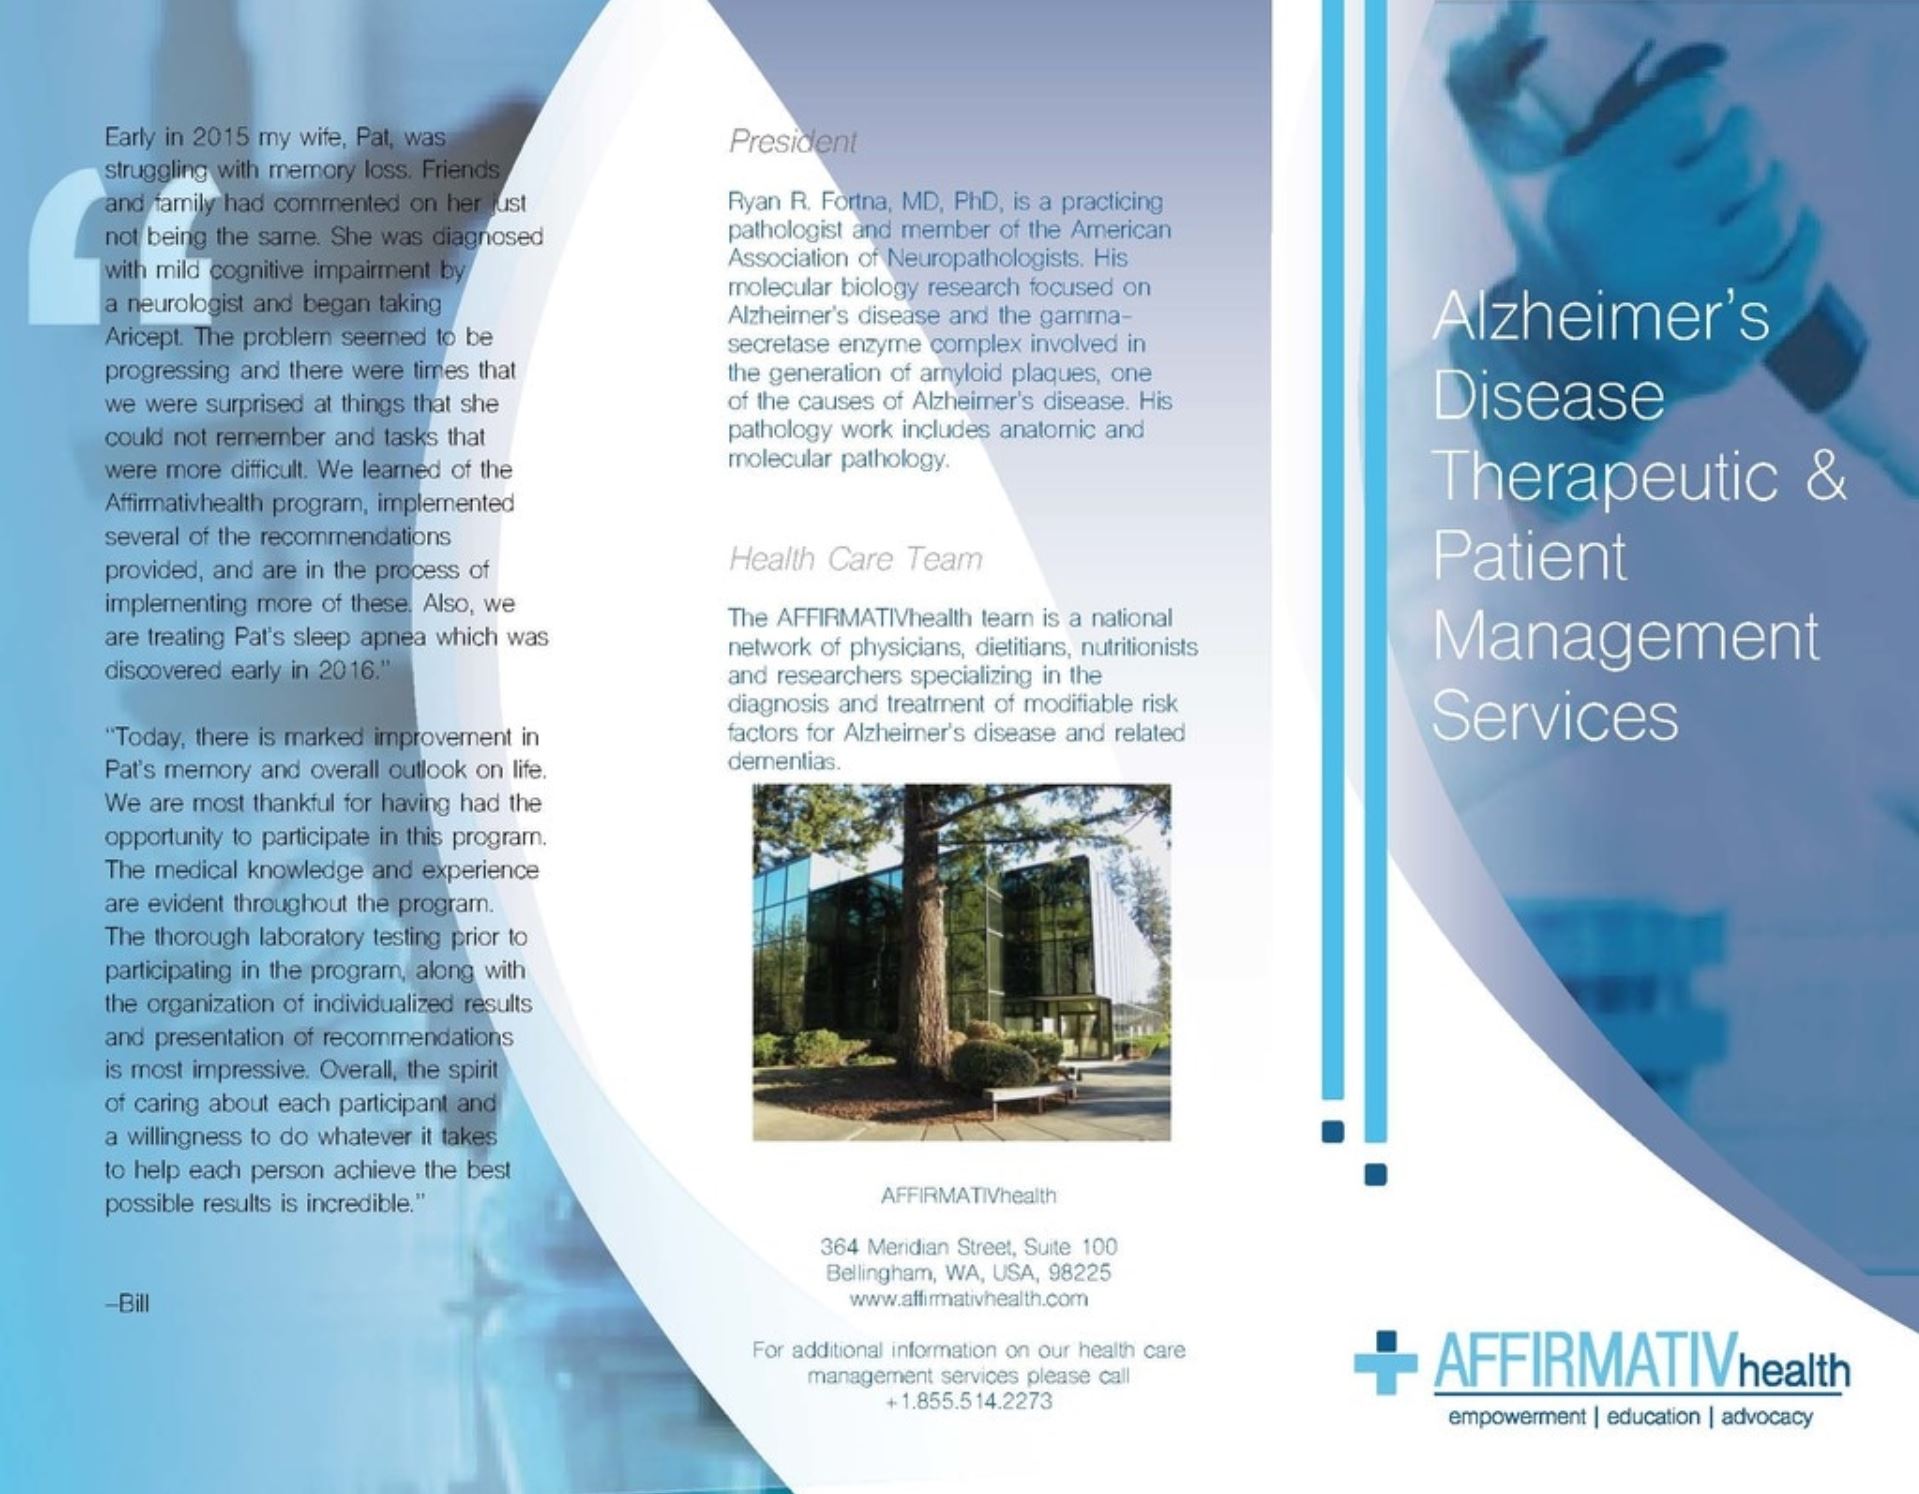 Early in 2015 my wife, Pat, was
struggling with memory loss. Friends
and family had commented on her just
not being the same. She was diagnosed
with mild cognitive impairment by
a neurologist and began taking
Aricept. The problem seemed to be
progressing and there were times that
we were surprised at things that she
could not remember and tasks that
were more difficult. We learned of the
Affirmativhealth program, implemented
several of the recommendations
provided, and are in the process of
implementing more of these. Also, we
are treating Pat's sleep apnea which was
discovered early in 2016."
"Today, there is marked improvement in
Pat's memory and overall outlook on life.
We are most thankful for having had the
opportunity to participate in this program.
The medical knowledge and experience
are evident throughout the program.
The thorough laboratory testing prior to
participating in the program, along with
the organization of individualized results
and presentation of recommendations
is most impressive. Overall, the spirit
of caring about each participant and
a willingness to do whatever it takes
to help each person achieve the best
possible results is incredible."
–Bill
President
Ryan R. Fortna, MD, PhD, is a practicing
pathologist and member of the American
Association of Neuropathologists. His
molecular biology research focused on
Alzheimer's disease and the gamma-
secretase enzyme complex involved in
the generation of amyloid plaques, one
of the causes of Alzheimer's disease. His
pathology work includes anatomic and
molecular pathology.
Health Care Team
The AFFIRMATIVhealth team is a national
network of physicians, dietitians, nutritionists
and researchers specializing in the
diagnosis and treatment of modifiable risk
factors for Alzheimer's disease and related
dementias.
AFFIRMATIVhealth
364 Meridian Street, Suite 100
Bellingham, WA, USA, 98225
www.affirmativhealth.com
For additional information on our health care
management services please call
+1.855.514.2273
Alzheimer's
Disease
Therapeutic &
Patient
Management
Services
AFFIRMATIVhealth
empowerment | education | advocacy